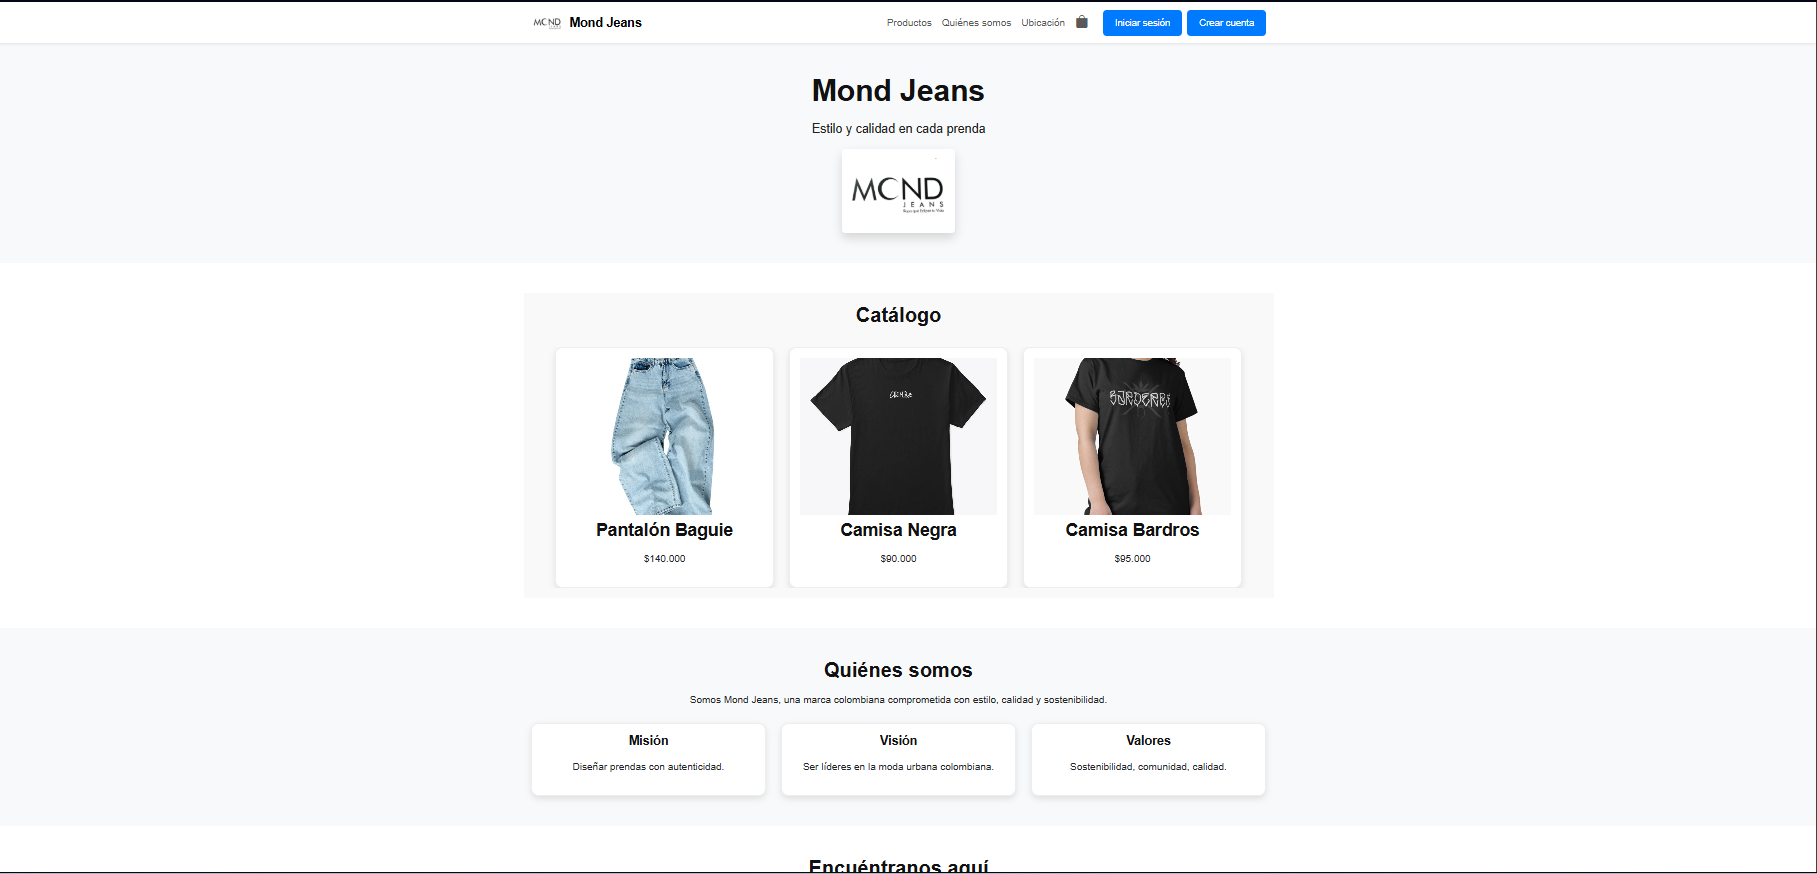 MOND Mond Jeans Productos Quiénes somos Ubicación Iniciar sesión Crear cuenta
Mond Jeans
Estilo y calidad en cada prenda
MOND
JEANS
Catálogo
Pantalón Baguie
$140.000
Camisa Negra
$90.000
Camisa Bardros
$95.000
Quiénes somos
Somos Mond Jeans, una marca colombiana comprometida con estilo, calidad y sostenibilidad.
Misión
Diseñar prendas con autenticidad.
Visión
Ser líderes en la moda urbana colombiana.
Valores
Sostenibilidad, comunidad, calidad.
Encuéntranos aquí